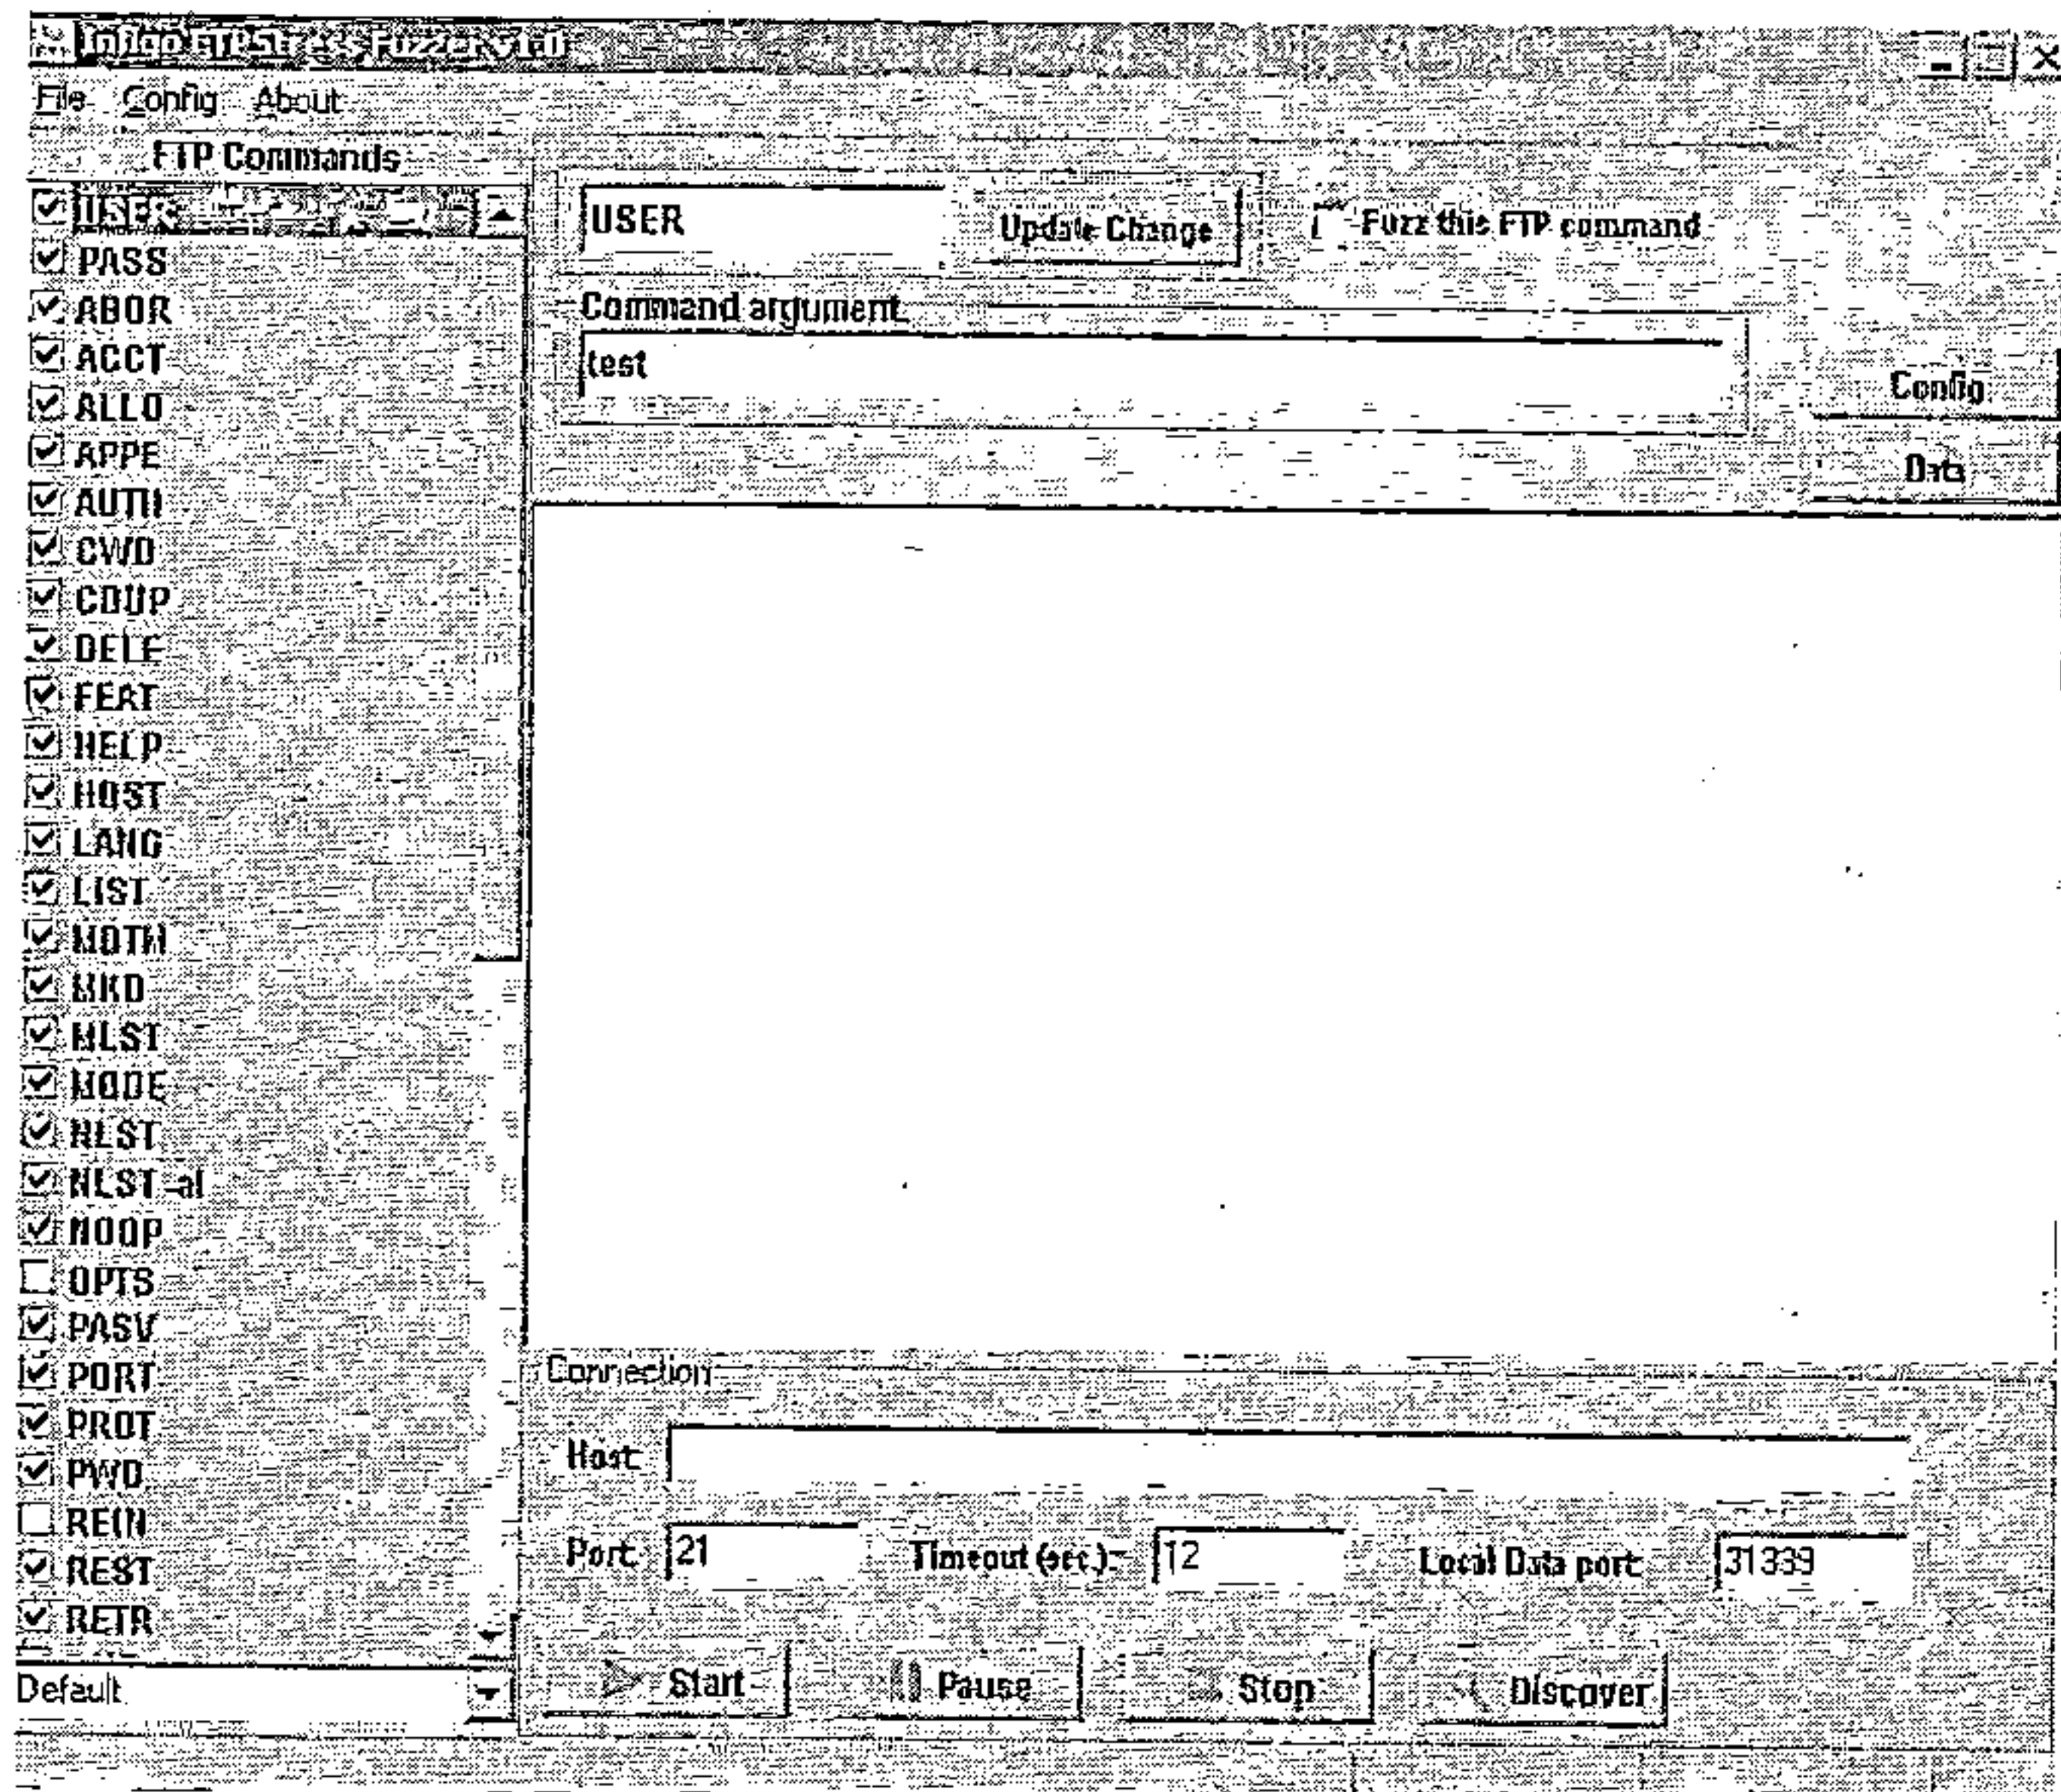 Infigo FTPStress Fuzzer v1.0
File Config About
FTP Commands
USER
PASS
ABOR
ACCT
ALLO
APPE
AUTH
CWD
CDUP
DELE
FEAT
HELP
HOST
LANG
LIST
MDTM
MKD
MLST
MODE
NLST
NLST -al
NOOP
OPTS
PASV
PORT
PROT
PWD
REIN
REST
RETR
Default
USER Update Change Fuzz this FTP command
Command argument
test
Config
Data
Connection
Host:
Port: 21 Timeout (sec.): 12 Local Data port: 31339
Start Pause Stop Discover